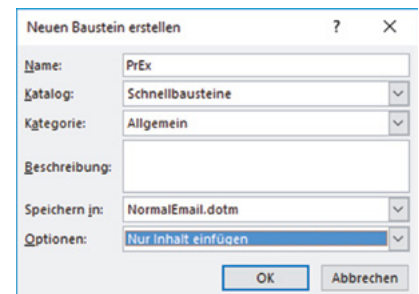 Neuen Baustein erstellen ? ×
Name: PrEx
Katalog: Schnellbausteine
Kategorie: Allgemein
Beschreibung:
Speichern in: NormalEmail.dotm
Optionen: Nur Inhalt einfügen
OK Abbrechen